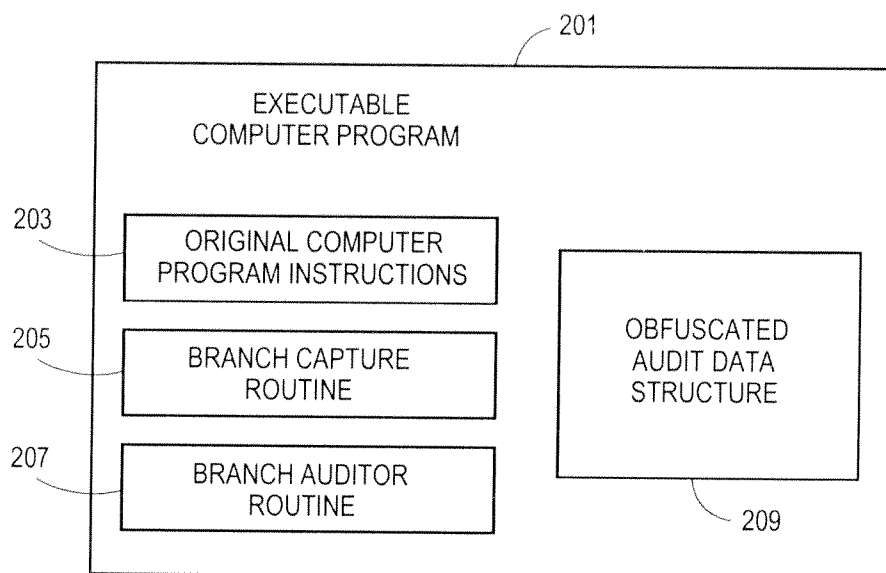 201
EXECUTABLE
COMPUTER PROGRAM
203
ORIGINAL COMPUTER
PROGRAM INSTRUCTIONS
205
BRANCH CAPTURE
ROUTINE
207
BRANCH AUDITOR
ROUTINE
OBFUSCATED
AUDIT DATA
STRUCTURE
209